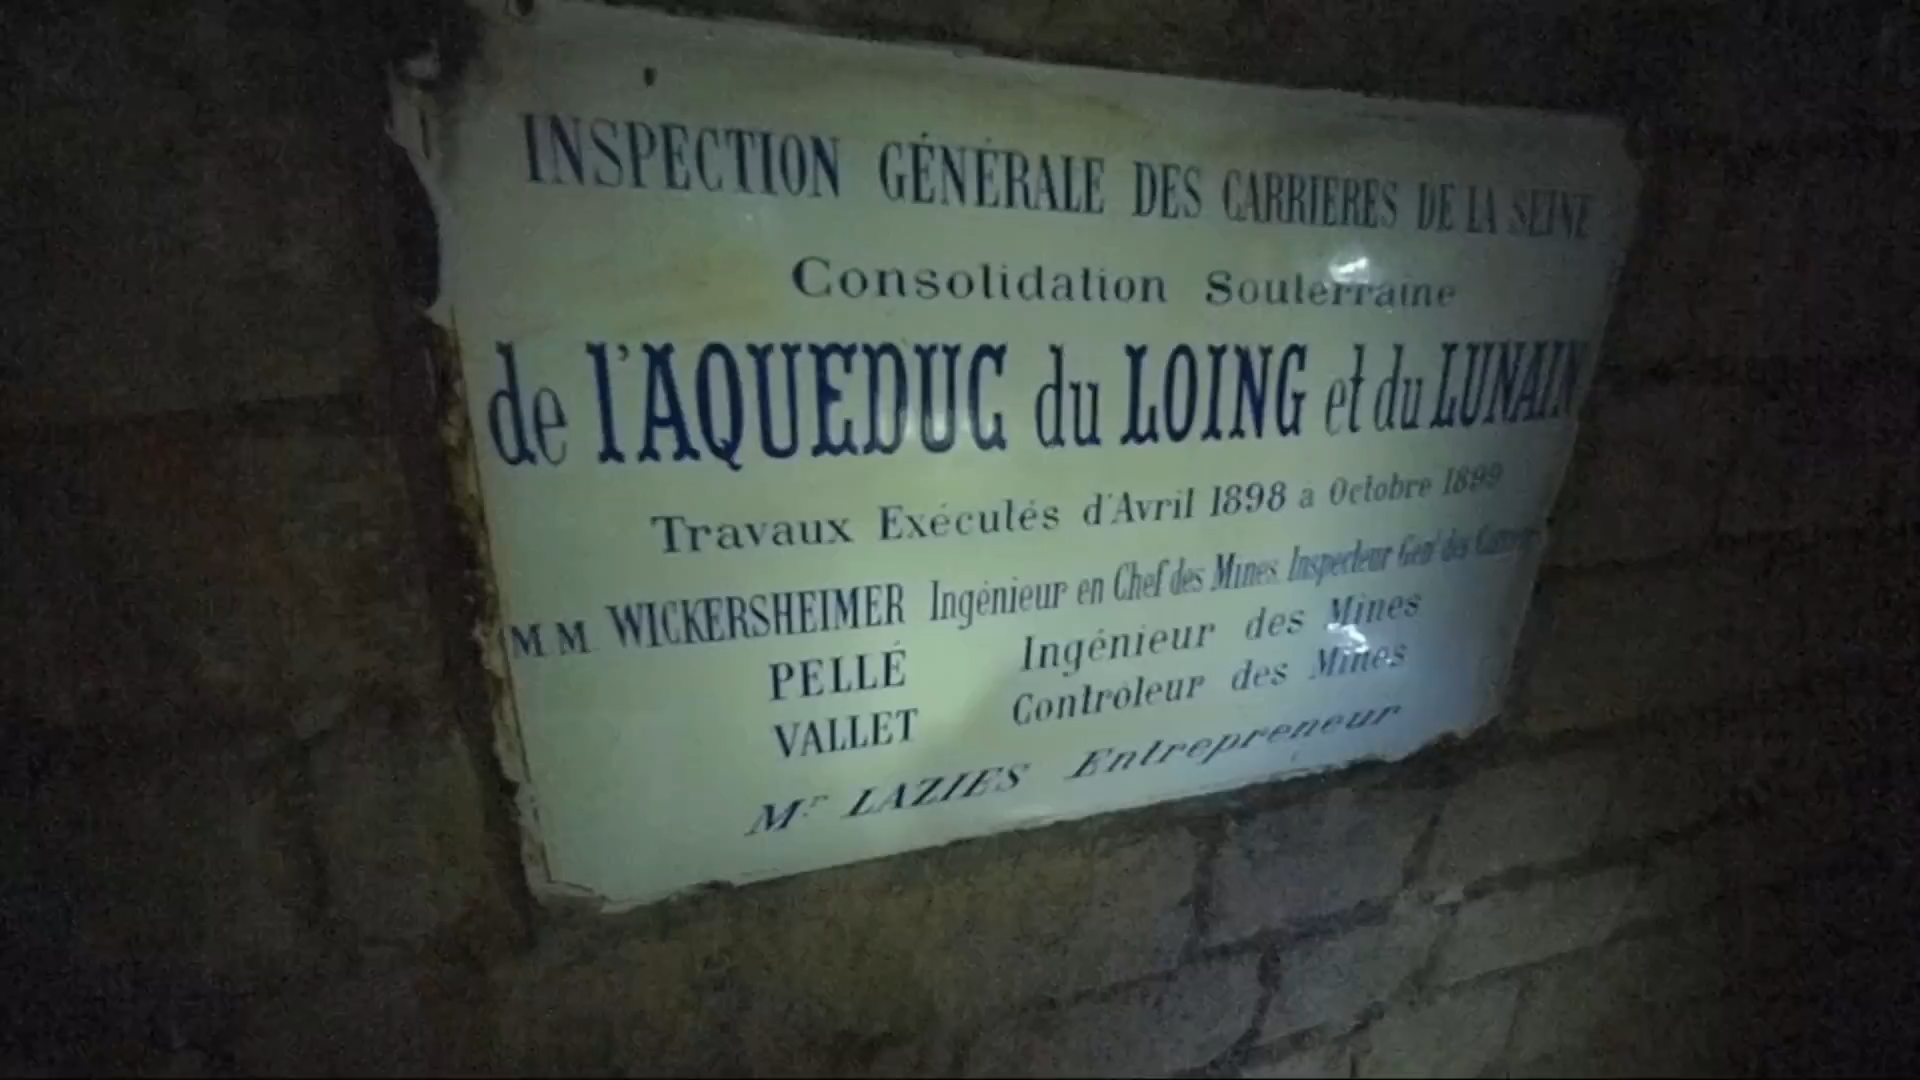 INSPECTION GÉNÉRALE DES CARRIERES DE LA SEINE
Consolidation Souterraine
de l'AQUEDUC du LOING et du LUNAIN
Travaux Exécutés d'Avril 1898 à Octobre 1899
M.M. WICKERSHEIMER Ingénieur en Chef des Mines. Inspecteur Génl des
PELLÉ Ingénieur des Mines
VALLET Contrôleur des Mines
Mr LAZIES Entrepreneur